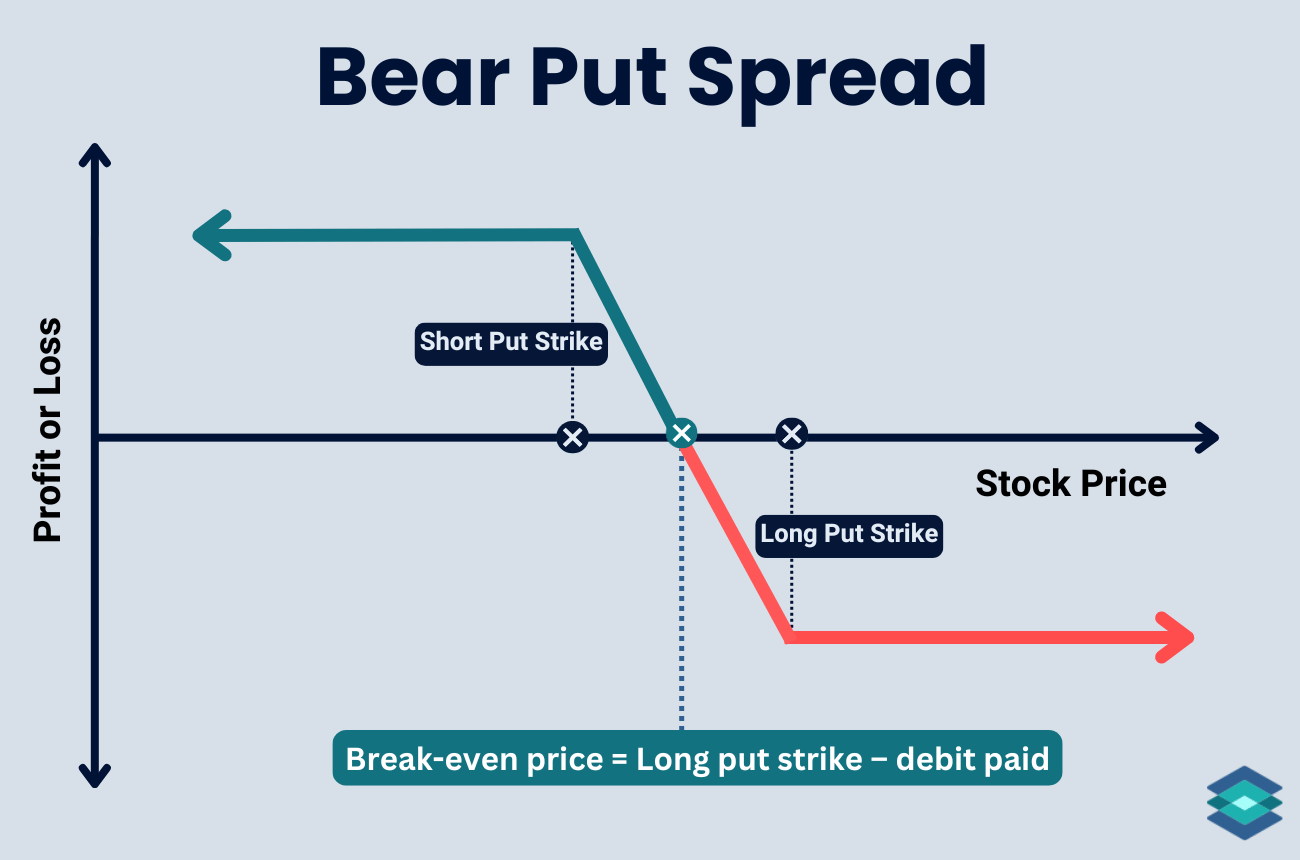 Bear Put Spread
Profit or Loss
Short Put Strike
Stock Price
Long Put Strike
Break-even price = Long put strike – debit paid